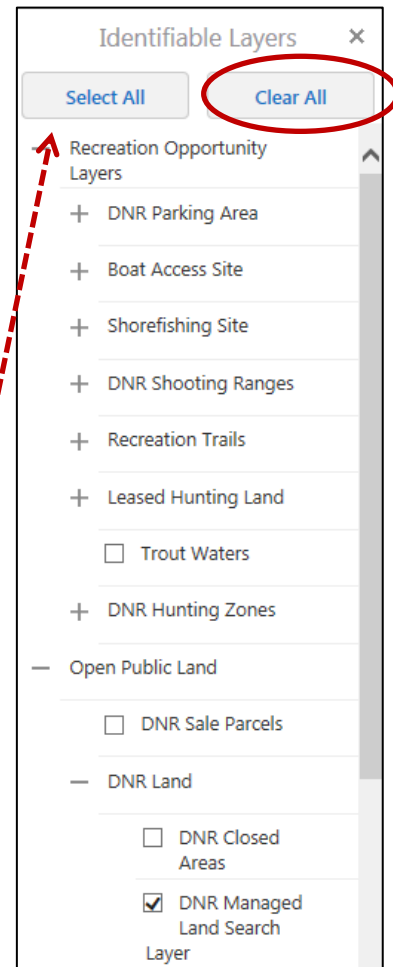 Identifiable Layers ×
Select All Clear All
Recreation Opportunity
Layers
DNR Parking Area
Boat Access Site
Shorefishing Site
DNR Shooting Ranges
Recreation Trails
Leased Hunting Land
Trout Waters
DNR Hunting Zones
Open Public Land
DNR Sale Parcels
DNR Land
DNR Closed
Areas
DNR Managed
Land Search
Layer